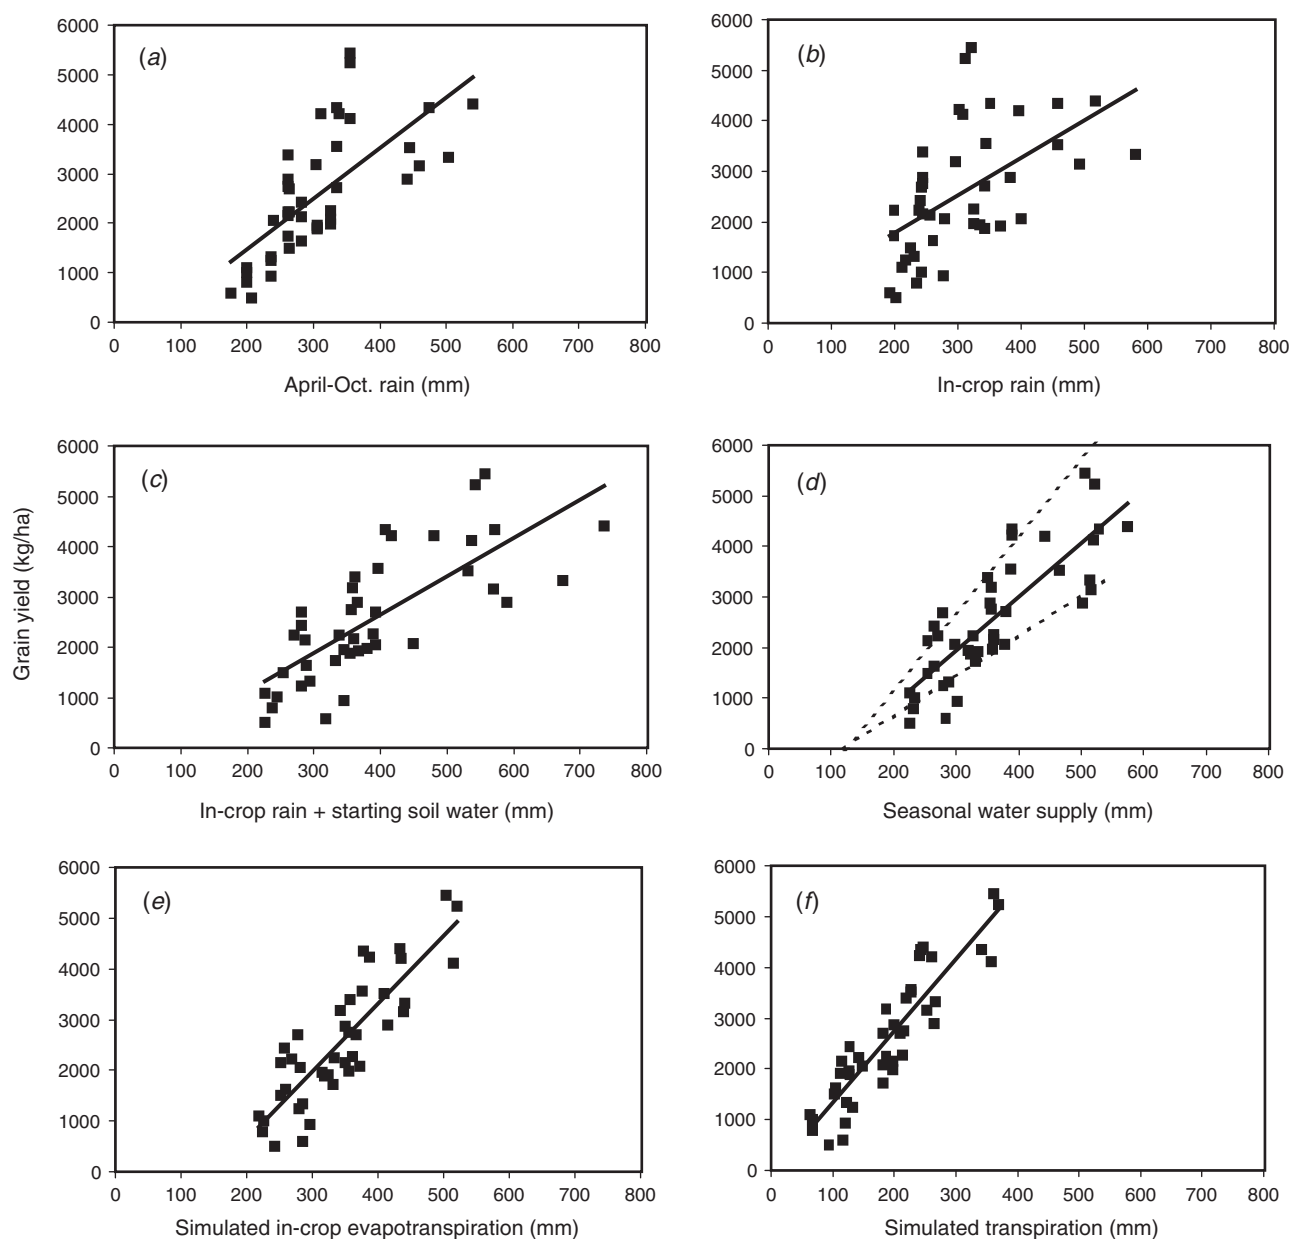 (a)
6000
5000
4000
3000
2000
1000
0
0 100 200 300 400 500 600 700 800
April-Oct. rain (mm)
(b)
6000
5000
4000
3000
2000
1000
0
0 100 200 300 400 500 600 700 800
In-crop rain (mm)
Grain yield (kg/ha)
(c)
6000
5000
4000
3000
2000
1000
0
0 100 200 300 400 500 600 700 800
In-crop rain + starting soil water (mm)
(d)
6000
5000
4000
3000
2000
1000
0
0 100 200 300 400 500 600 700 800
Seasonal water supply (mm)
(e)
6000
5000
4000
3000
2000
1000
0
0 100 200 300 400 500 600 700 800
Simulated in-crop evapotranspiration (mm)
(f)
6000
5000
4000
3000
2000
1000
0
0 100 200 300 400 500 600 700 800
Simulated transpiration (mm)